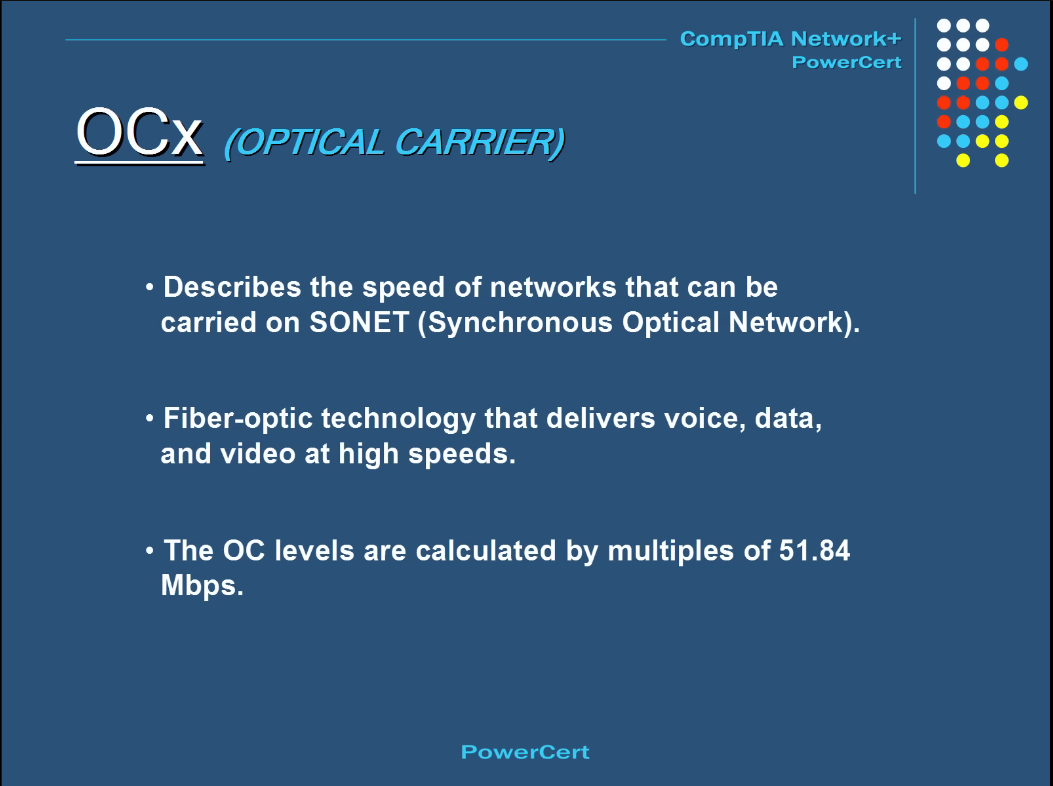 CompTIA Network+
PowerCert
OCx (OPTICAL CARRIER)
• Describes the speed of networks that can be
carried on SONET (Synchronous Optical Network).
• Fiber-optic technology that delivers voice, data,
and video at high speeds.
• The OC levels are calculated by multiples of 51.84
Mbps.
PowerCert